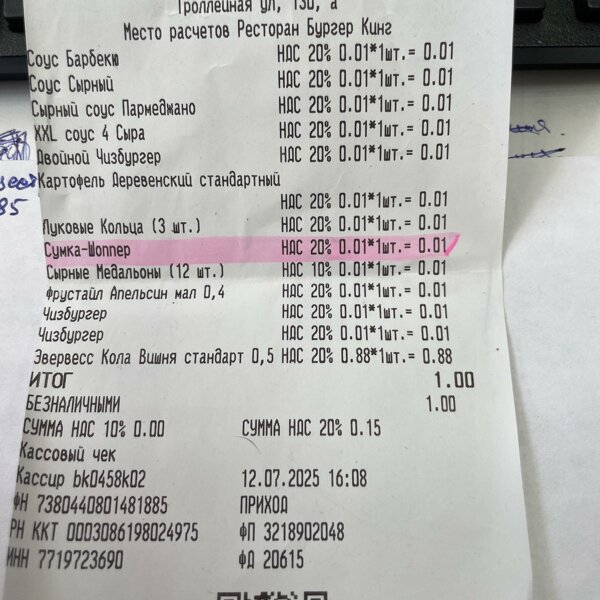 Троллейная ул, 130, а
Место расчетов Ресторан Бургер Кинг
Соус Барбекю НДС 20% 0.01*1шт.= 0.01
Соус Сырный НДС 20% 0.01*1шт.= 0.01
Сырный соус Пармеджано НДС 20% 0.01*1шт.= 0.01
XXL соус 4 Сыра НДС 20% 0.01*1шт.= 0.01
Двойной Чизбургер НДС 20% 0.01*1шт.= 0.01
Картофель Деревенский стандартный
НДС 20% 0.01*1шт.= 0.01
Луковые Кольца (3 шт.) НДС 20% 0.01*1шт.= 0.01
Сумка-Шоппер НДС 20% 0.01*1шт.= 0.01
Сырные Медальоны (12 шт.) НДС 10% 0.01*1шт.= 0.01
Фрустайл Апельсин мал 0,4 НДС 20% 0.01*1шт.= 0.01
Чизбургер НДС 20% 0.01*1шт.= 0.01
Чизбургер НДС 20% 0.01*1шт.= 0.01
Эвервесс Кола Вишня стандарт 0,5 НДС 20% 0.88*1шт.= 0.88
ИТОГ 1.00
БЕЗНАЛИЧНЫМИ 1.00
СУММА НДС 10% 0.00 СУММА НДС 20% 0.15
Кассовый чек
Кассир bk0458k02 12.07.2025 16:08
ФН 7380440801481885 ПРИХОД
РН ККТ 0003086198024975 ФП 3218902048
ИНН 7719723690 ФД 20615
85